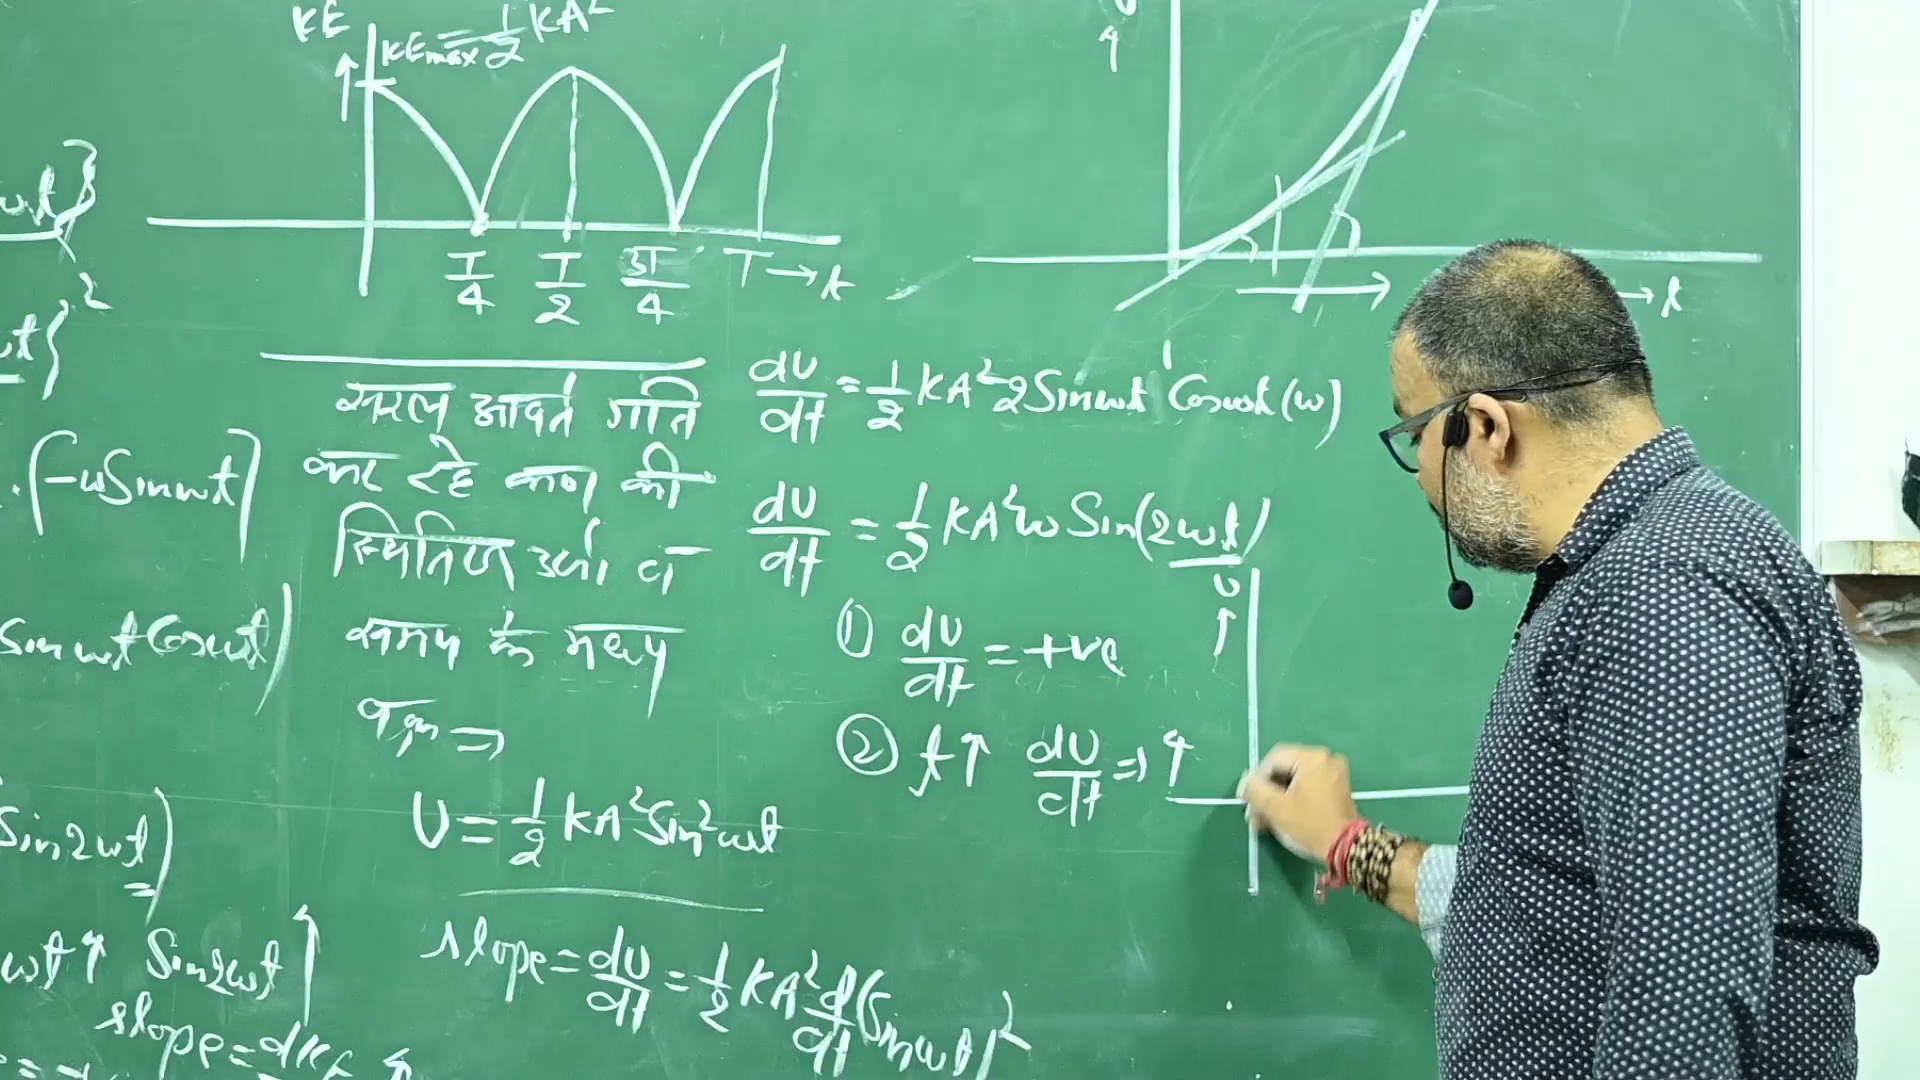 KE
KEmax = 1/2 KA²
T/4 T/2 3T/4 T → t
ωt}
ωt}²
.(-ωSinωt)
Sinωt Cosωt)
Sin2ωt)
ωt↑ Sin2ωt↑
slope = dKE
सरल आवर्त गति
कर रहे कण की
स्थितिज ऊर्जा व
समय के मध्य
U = 1/2 KA² Sin²ωt
slope = dU/dt = 1/2 KA² d/dt (Sinωt)²
U
→ t
dU/dt = 1/2 KA² 2Sinωt Cosωt (ω)
dU/dt = 1/2 KA²ω Sin(2ωt)
① dU/dt = +ve
② t↑ dU/dt ⇒ ↑
U